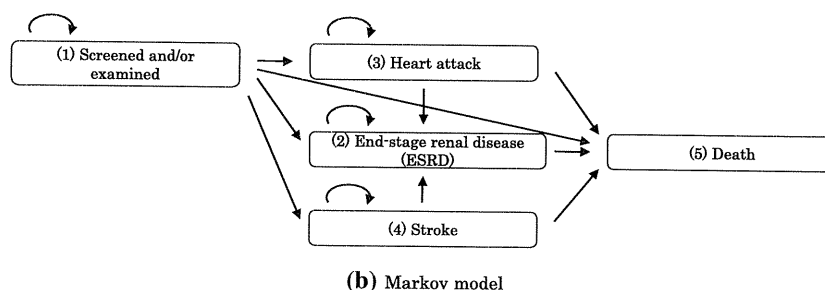 (1) Screened and/or
examined
(3) Heart attack
(2) End-stage renal disease
(ESRD)
(5) Death
(4) Stroke
(b) Markov model